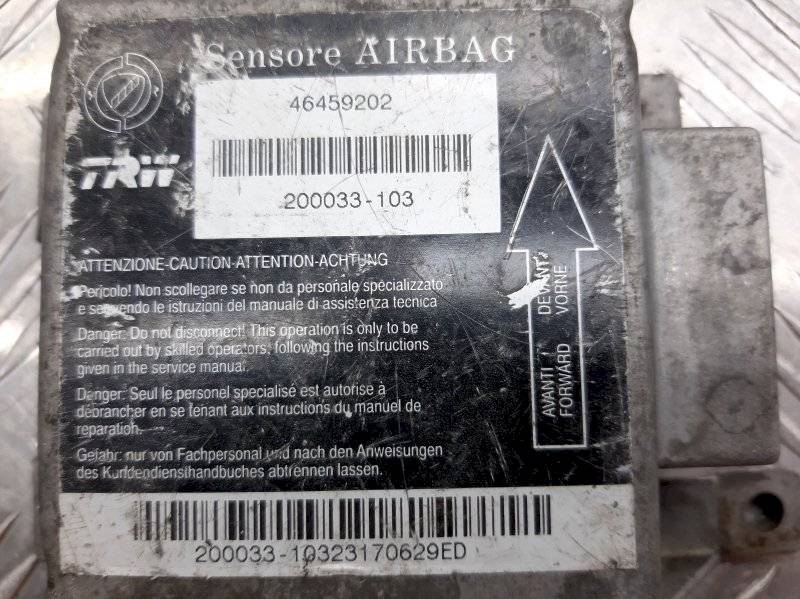 Sensore AIRBAG
46459202
TRW
200033-103
ATTENZIONE-CAUTION-ATTENTION-ACHTUNG
Pericolo! Non scollegare se non da personale specializzato
e seguendo le istruzioni del manuale di assistenza tecnica
Danger: Do not disconnect! This operation is only to be
carried out by skilled operators, following the instructions
given in the service manual.
Danger: Seul le personel specialisé est autorise à
débrancher en se tenant aux instructions du manuel de
reparation.
Gefahr: nur von Fachpersonal und nach den Anweisungen
des Kundendiensthandbuches abtrennen lassen.
AVANTI DEVANT
FORWARD VORNE
200033-10323170629ED